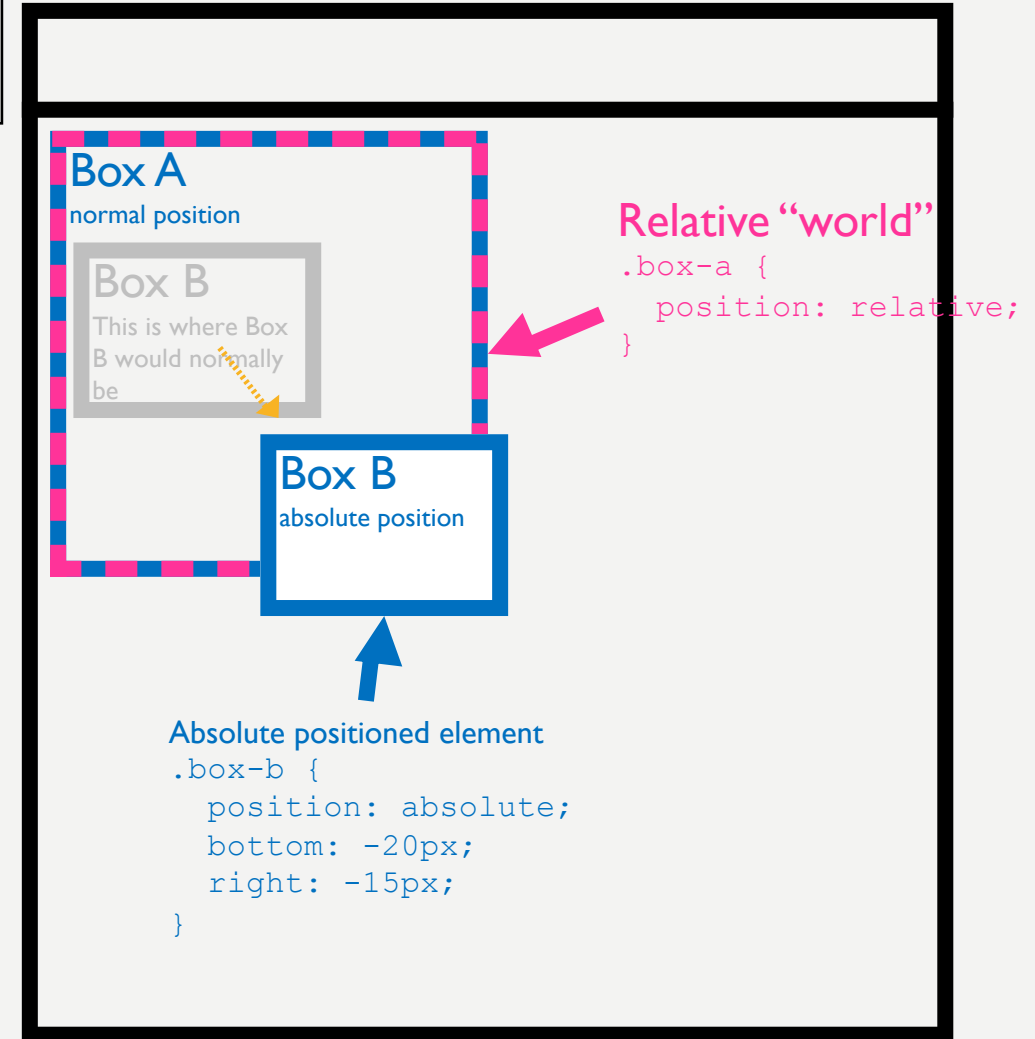 Box A
normal position
Box B
This is where Box
B would normally
be
Relative “world”
.box-a {
  position: relative;
}
Box B
absolute position
Absolute positioned element
.box-b {
  position: absolute;
  bottom: -20px;
  right: -15px;
}